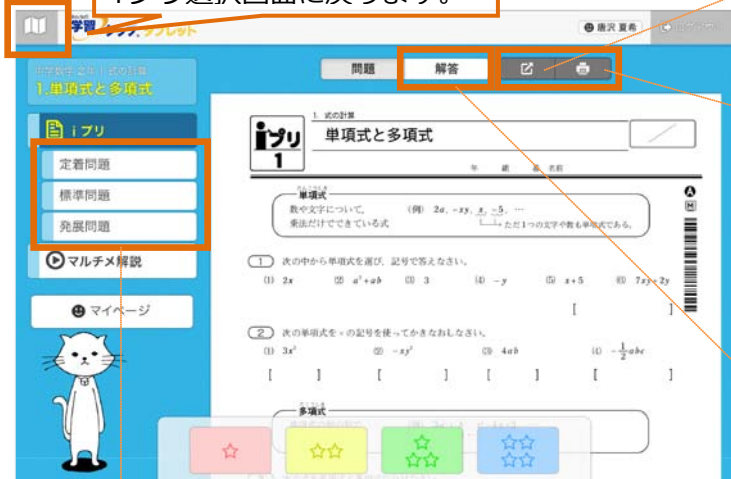 iプリ選択画面に戻ります。
学習
唐沢 夏希
中学数学 2年 1 式の計算
1.単項式と多項式
問題
解答
iプリ
定着問題
標準問題
発展問題
マルチメ解説
マイページ
iプリ
1
1. 式の計算
単項式と多項式
年 組 名前
単項式
数や文字について、
乗法だけでできている式
(例) 2a, -xy, x, -5, …
ただ1つの文字や数も単項式である。
A
M
1 次の中から単項式を選び、記号で答えなさい。
(1) 2x (2) a²+ab (3) 3 (4) -y (5) x+5 (6) 7xy+2y
[ ]
2 次の単項式を×の記号を使ってかきなおしなさい。
(1) 3x² (2) -xy² (3) 4ab (4) -1/2abc
[ ] [ ] [ ] [ ]
多項式